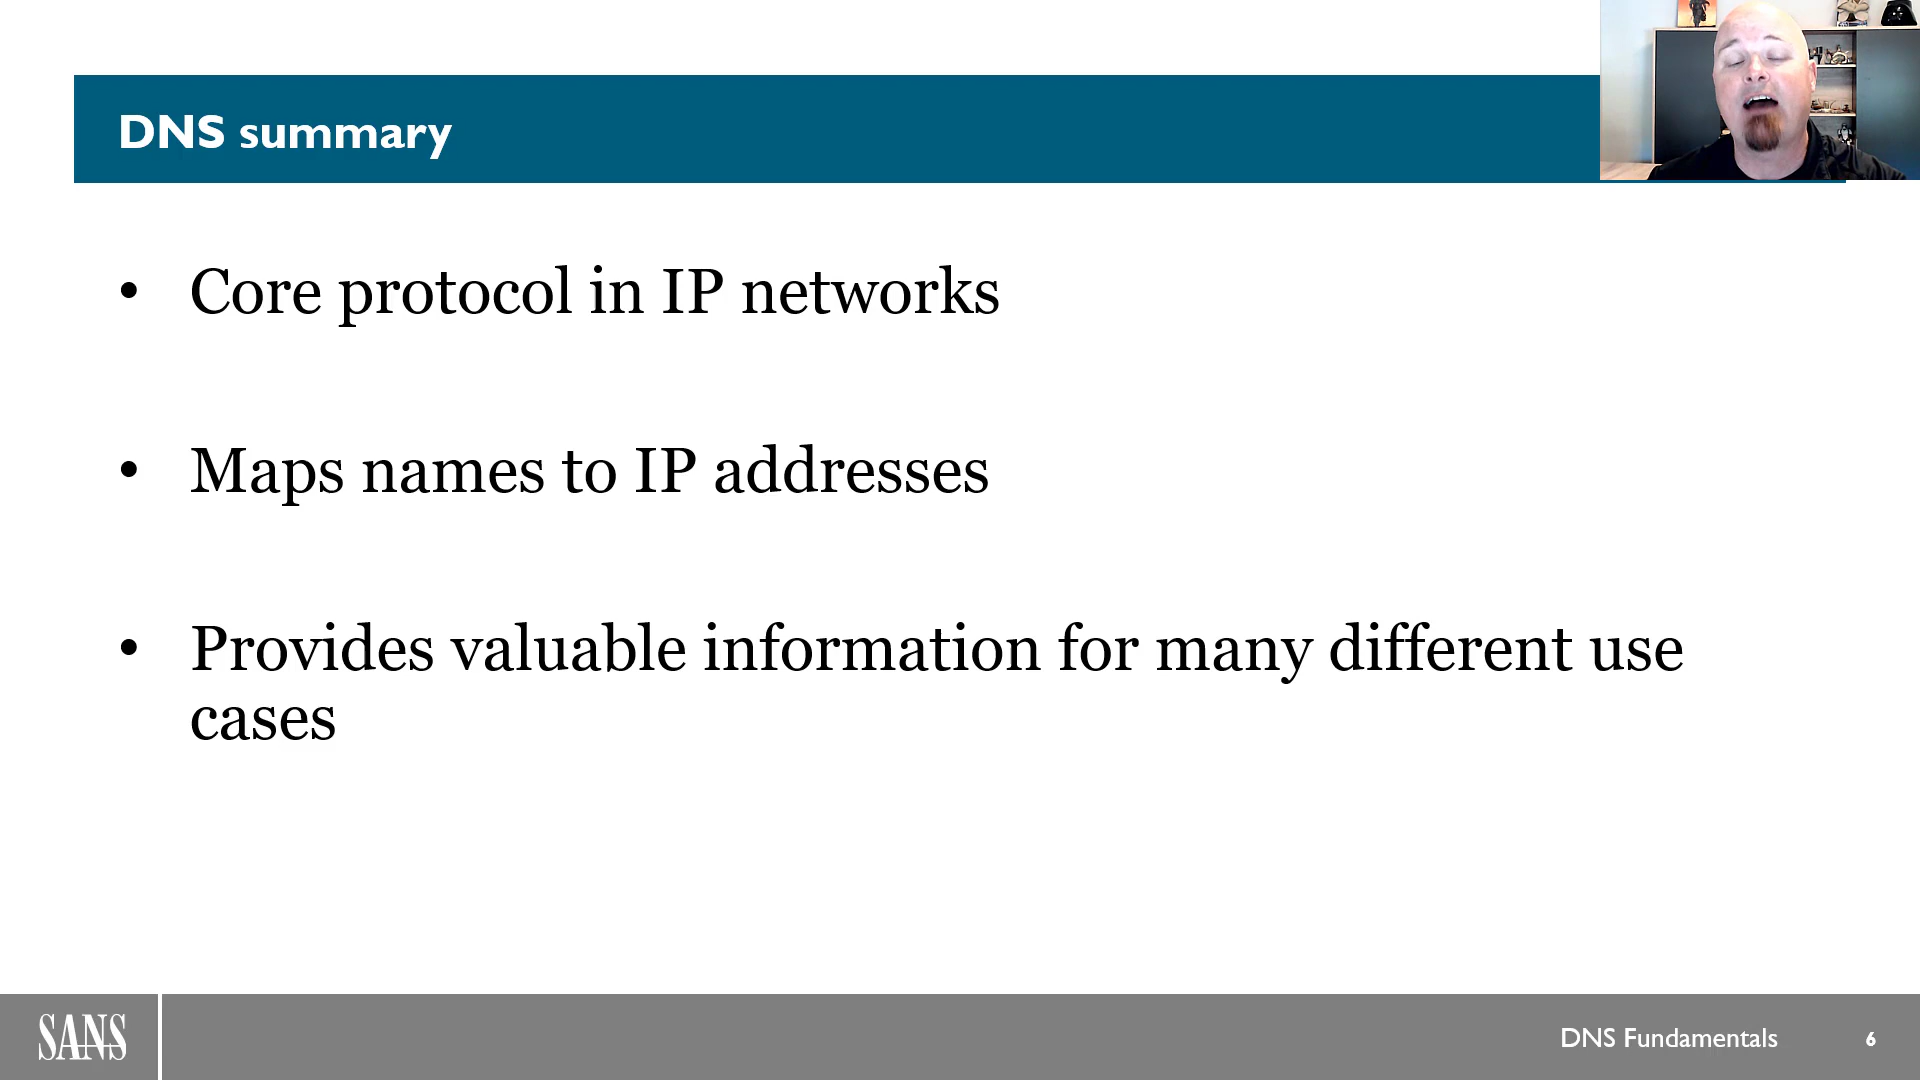 DNS summary
• Core protocol in IP networks
• Maps names to IP addresses
• Provides valuable information for many different use
cases
SANS
DNS Fundamentals
6